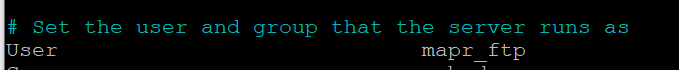 # Set the user and group that the server runs as
User mapr_ftp